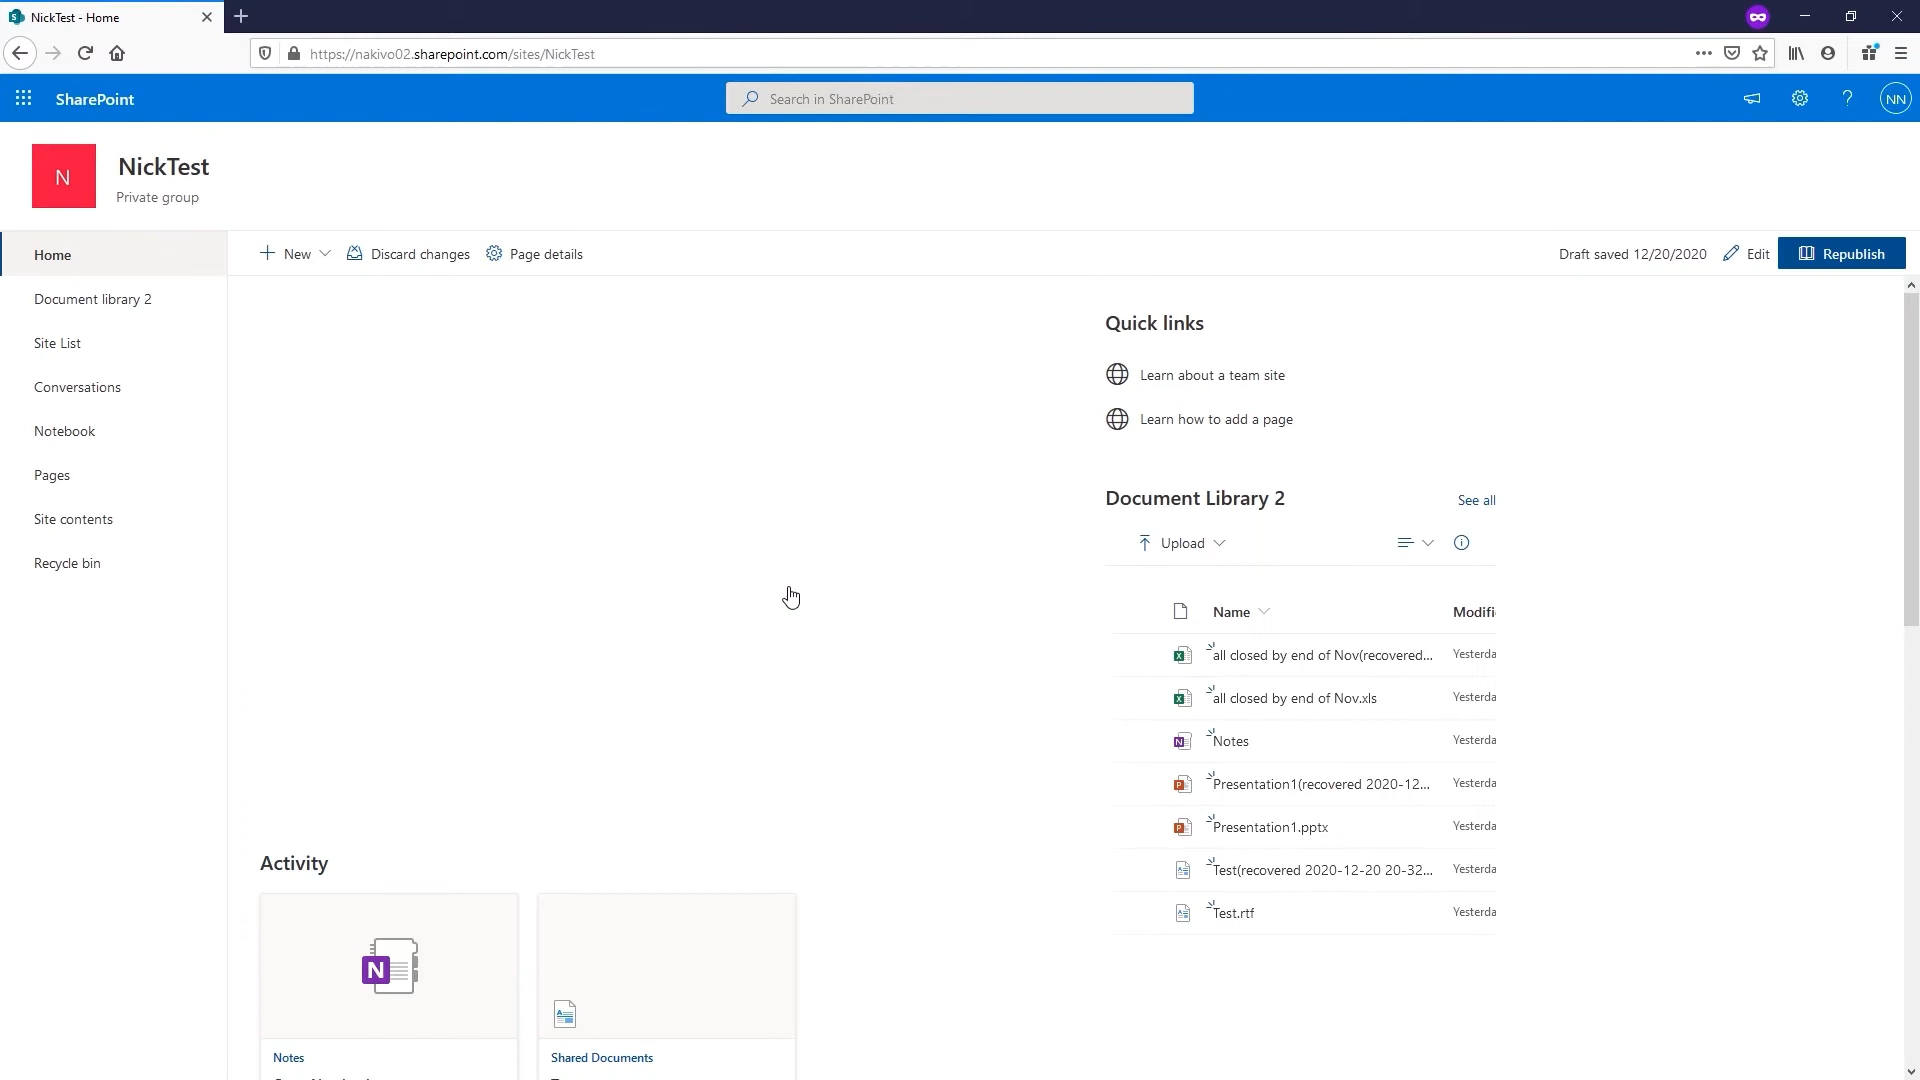 NickTest - Home
https://nakivo02.sharepoint.com/sites/NickTest
SharePoint
Search in SharePoint
NN
N
NickTest
Private group
Home
Document library 2
Site List
Conversations
Notebook
Pages
Site contents
Recycle bin
New
Discard changes
Page details
Draft saved 12/20/2020
Edit
Republish
Quick links
Learn about a team site
Learn how to add a page
Document Library 2
See all
Upload
Name
Modifi
all closed by end of Nov(recovered...
Yesterda
all closed by end of Nov.xls
Yesterda
Notes
Yesterda
Presentation1(recovered 2020-12...
Yesterda
Presentation1.pptx
Yesterda
Test(recovered 2020-12-20 20-32...
Yesterda
Test.rtf
Yesterda
Activity
N
Notes
Shared Documents